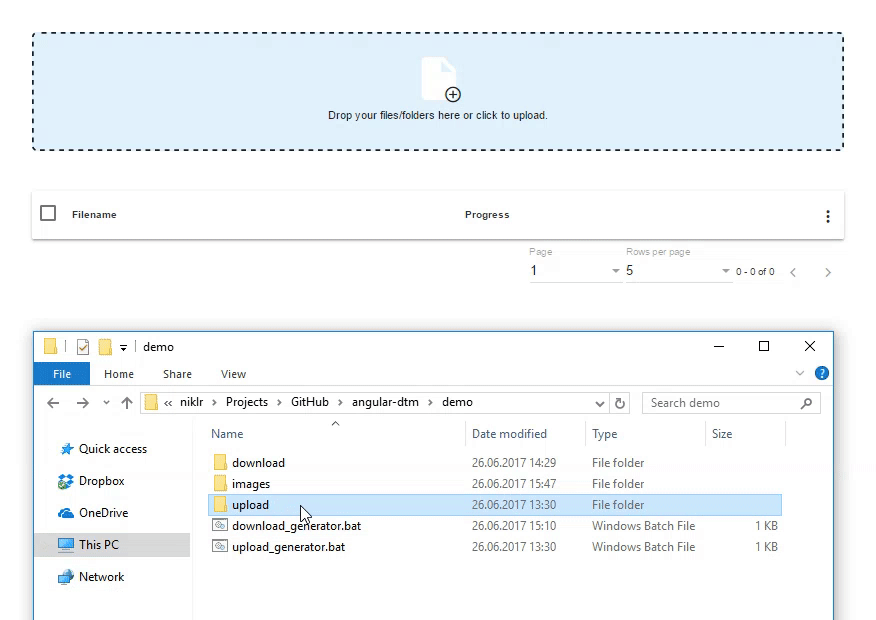 Drop your files/folders here or click to upload.
Filename Progress
Page Rows per page
1 5 0 - 0 of 0
demo
File Home Share View ?
« niklr > Projects > GitHub > angular-dtm > demo Search demo
Name Date modified Type Size
Quick access
Dropbox
OneDrive
This PC
Network
download 26.06.2017 14:29 File folder
images 26.06.2017 15:47 File folder
upload 26.06.2017 13:30 File folder
download_generator.bat 26.06.2017 15:10 Windows Batch File 1 KB
upload_generator.bat 26.06.2017 13:30 Windows Batch File 1 KB